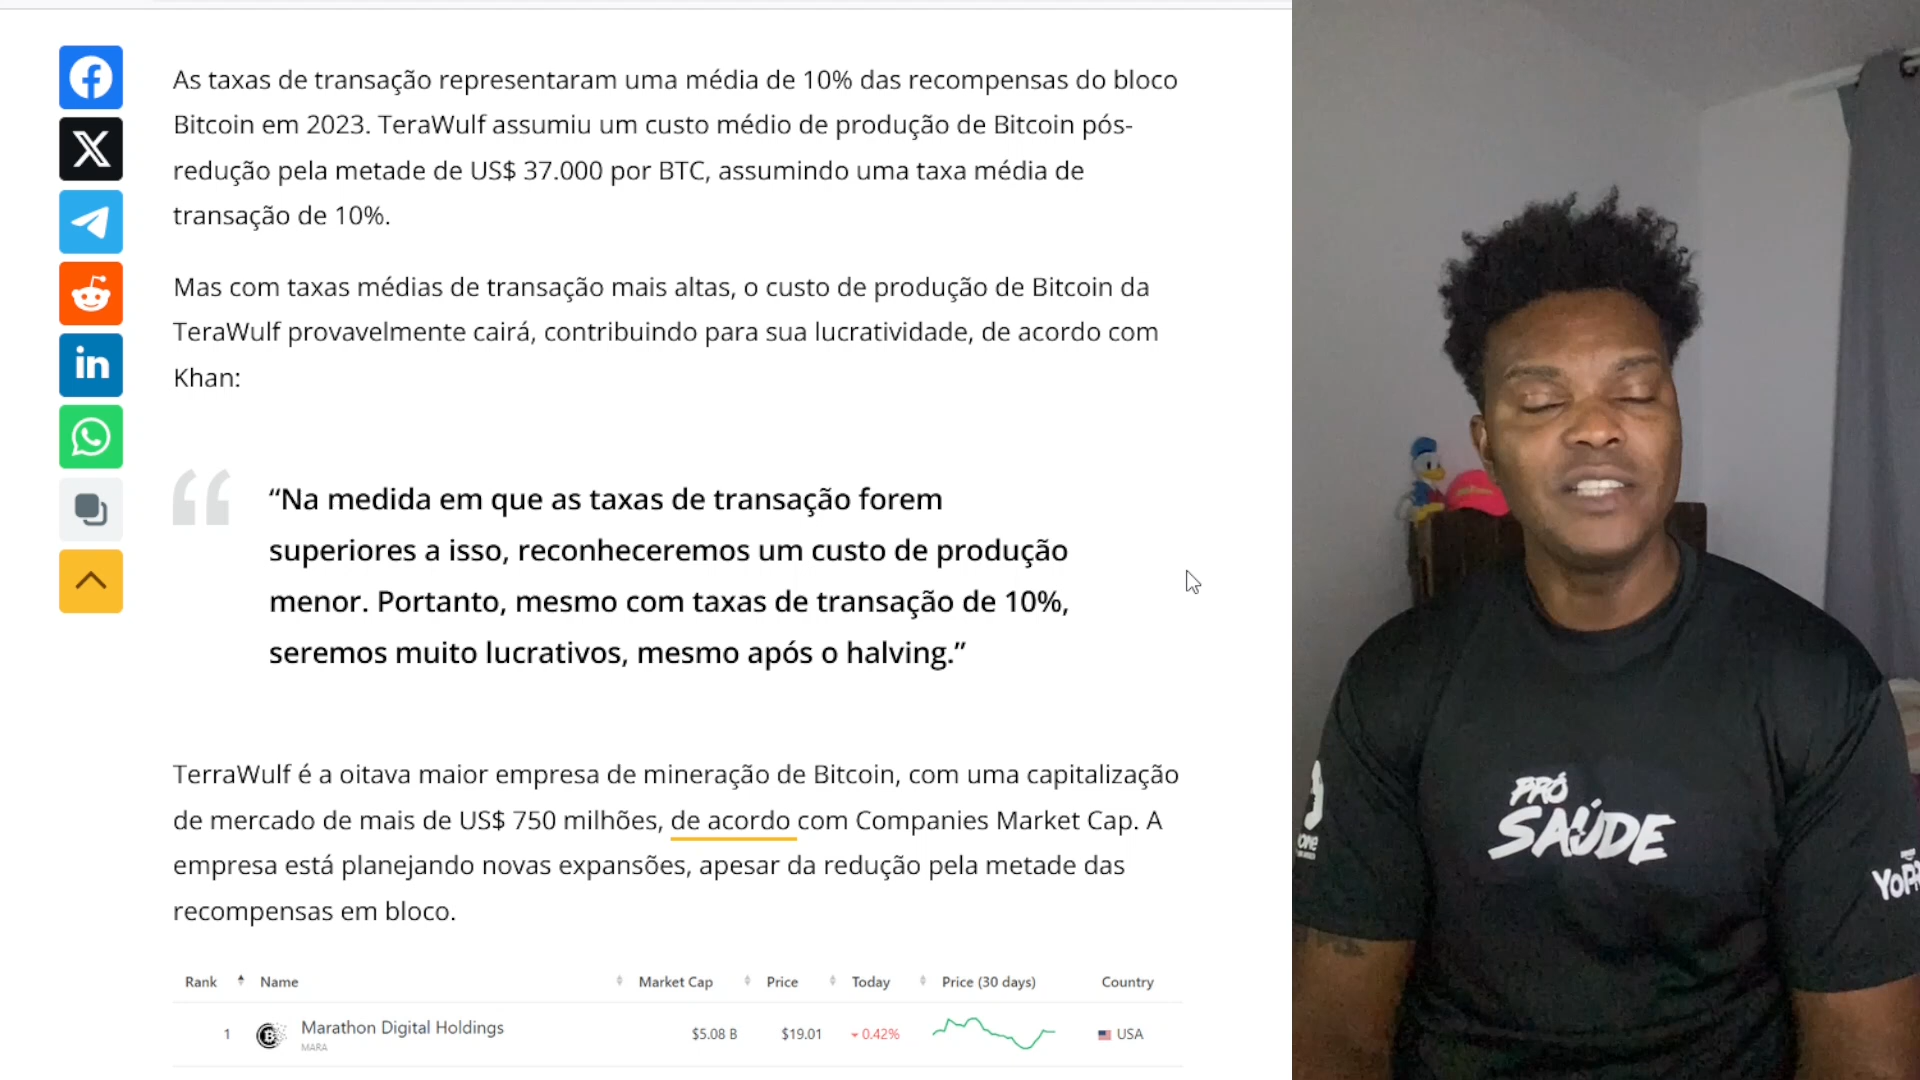 As taxas de transação representaram uma média de 10% das recompensas do bloco
Bitcoin em 2023. TeraWulf assumiu um custo médio de produção de Bitcoin pós-
redução pela metade de US$ 37.000 por BTC, assumindo uma taxa média de
transação de 10%.
Mas com taxas médias de transação mais altas, o custo de produção de Bitcoin da
TeraWulf provavelmente cairá, contribuindo para sua lucratividade, de acordo com
Khan:
“Na medida em que as taxas de transação forem
superiores a isso, reconheceremos um custo de produção
menor. Portanto, mesmo com taxas de transação de 10%,
seremos muito lucrativos, mesmo após o halving.”
TerraWulf é a oitava maior empresa de mineração de Bitcoin, com uma capitalização
de mercado de mais de US$ 750 milhões, de acordo com Companies Market Cap. A
empresa está planejando novas expansões, apesar da redução pela metade das
recompensas em bloco.
Rank Name Market Cap Price Today Price (30 days) Country
1 Marathon Digital Holdings $5.08 B $19.01 0.42% USA
MARA
PRÓ
SAÚDE
one